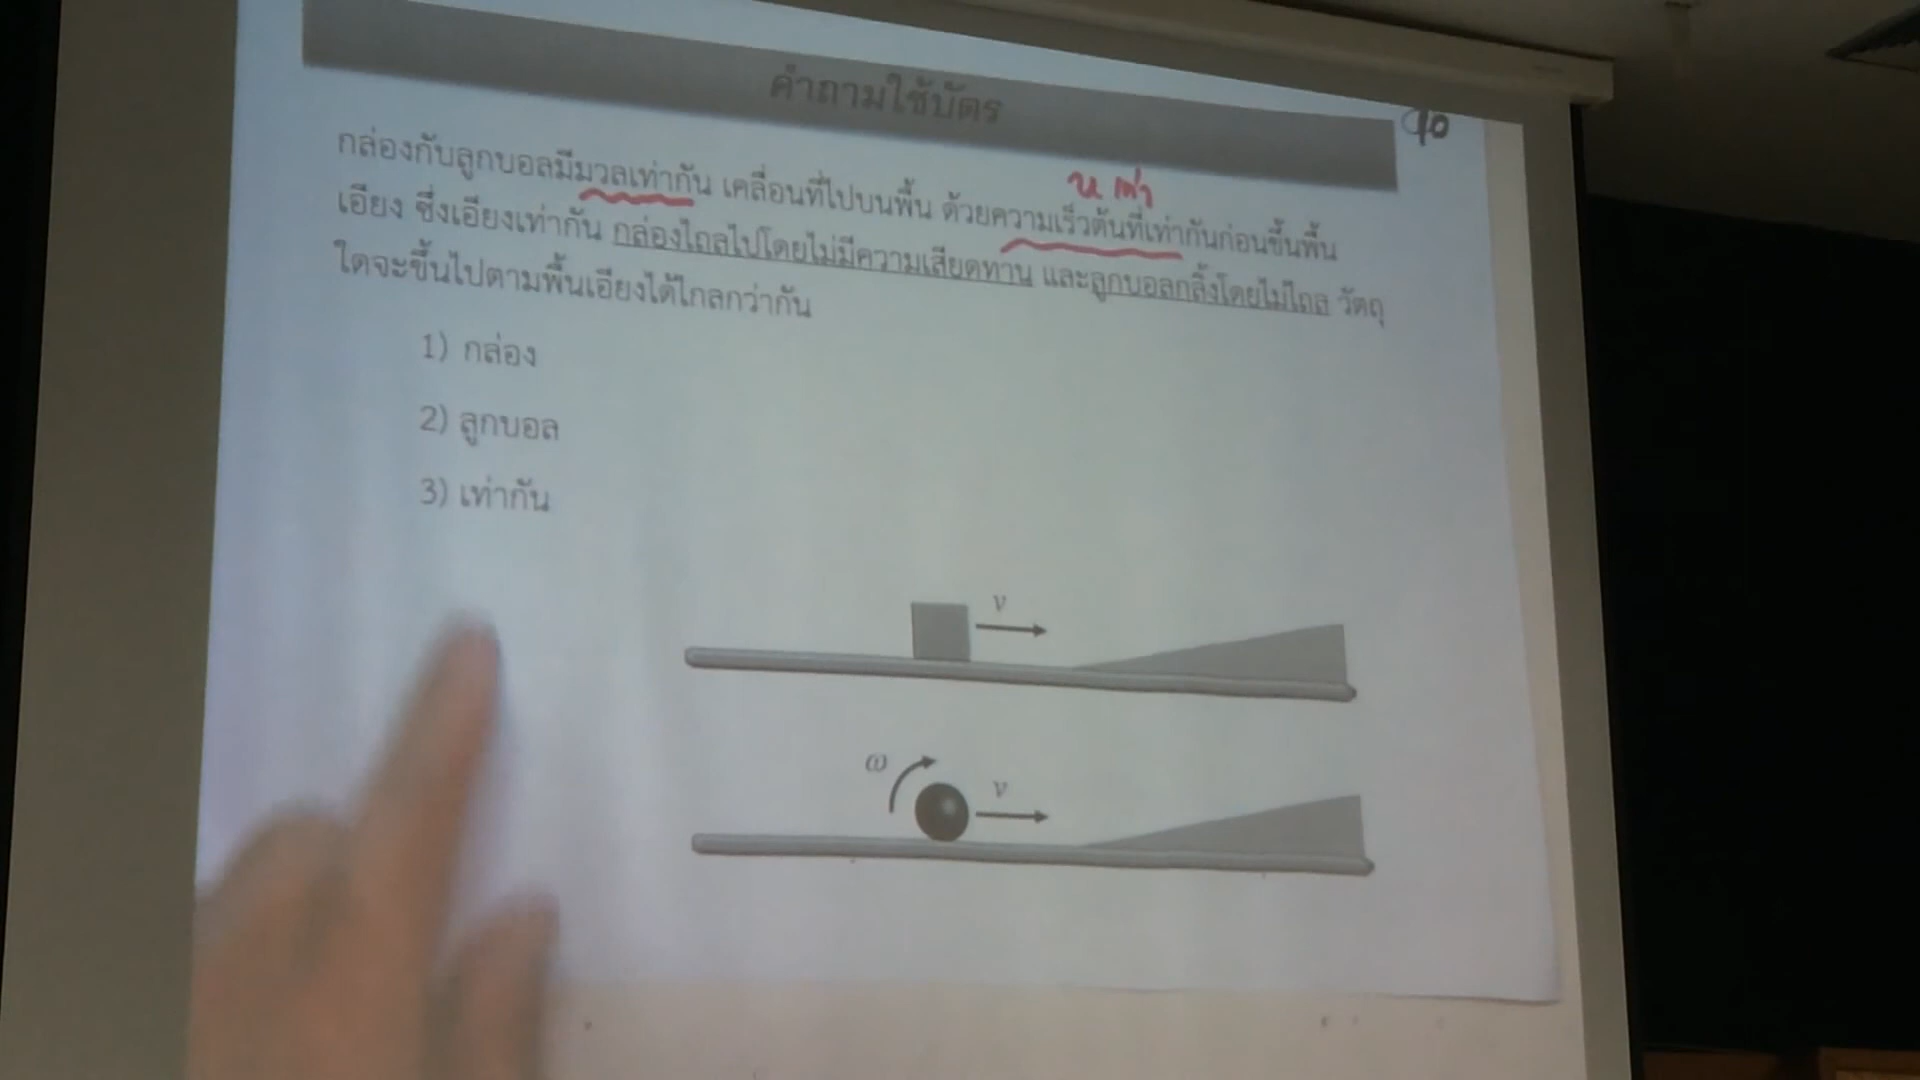 คำถามใช้บัตร
กล่องกับลูกบอลมีมวลเท่ากัน เคลื่อนที่ไปบนพื้น ด้วยความเร็วต้นที่เท่ากันก่อนขึ้นพื้น
เอียง ซึ่งเอียงเท่ากัน กล่องไถลไปโดยไม่มีความเสียดทาน และลูกบอลกลิ้งโดยไม่ไถล วัตถุ
ใดจะขึ้นไปตามพื้นเอียงได้ไกลกว่ากัน
1) กล่อง
2) ลูกบอล
3) เท่ากัน
v
ω
v